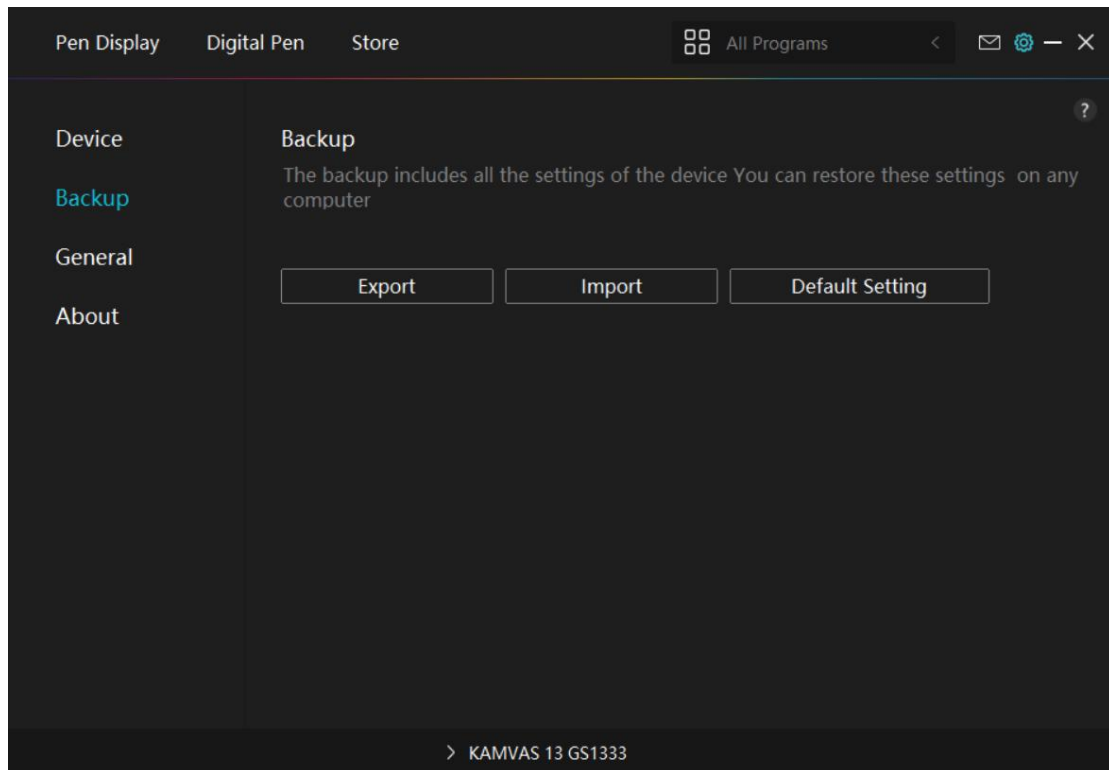 Pen Display Digital Pen Store All Programs
?
Device
Backup
General
About
Backup
The backup includes all the settings of the device You can restore these settings on any
computer
Export Import Default Setting
KAMVAS 13 GS1333